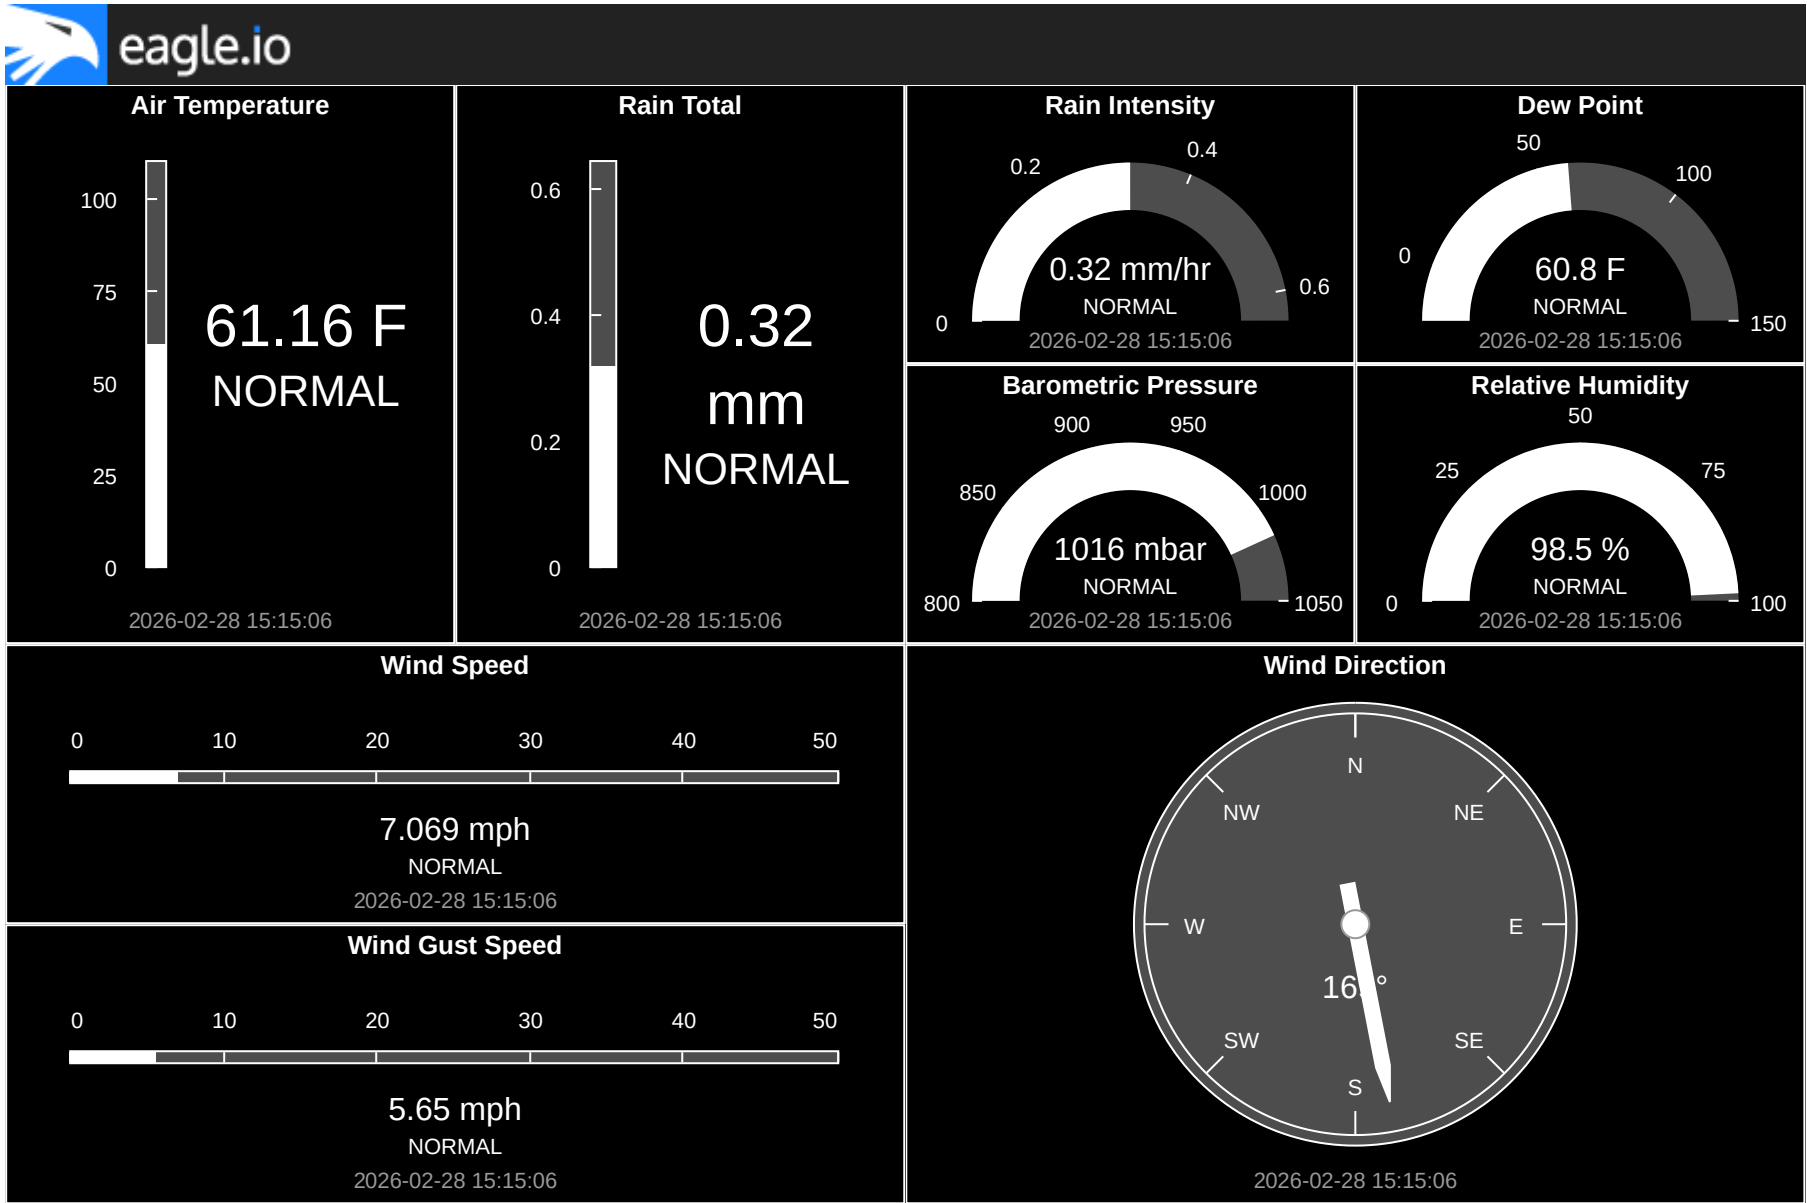 eagle.io
Air Temperature
100
75
50
25
0
61.16 F
NORMAL
2026-02-28 15:15:06
Rain Total
0.6
0.4
0.2
0
0.32
mm
NORMAL
2026-02-28 15:15:06
Rain Intensity
0
0.2
0.4
0.6
0.32 mm/hr
NORMAL
2026-02-28 15:15:06
Dew Point
0
50
100
150
60.8 F
NORMAL
2026-02-28 15:15:06
Barometric Pressure
800
850
900
950
1000
1050
1016 mbar
NORMAL
2026-02-28 15:15:06
Relative Humidity
0
25
50
75
100
98.5 %
NORMAL
2026-02-28 15:15:06
Wind Speed
0 10 20 30 40 50
7.069 mph
NORMAL
2026-02-28 15:15:06
Wind Gust Speed
0 10 20 30 40 50
5.65 mph
NORMAL
2026-02-28 15:15:06
Wind Direction
N
NW NE
W E
SW SE
S
2026-02-28 15:15:06